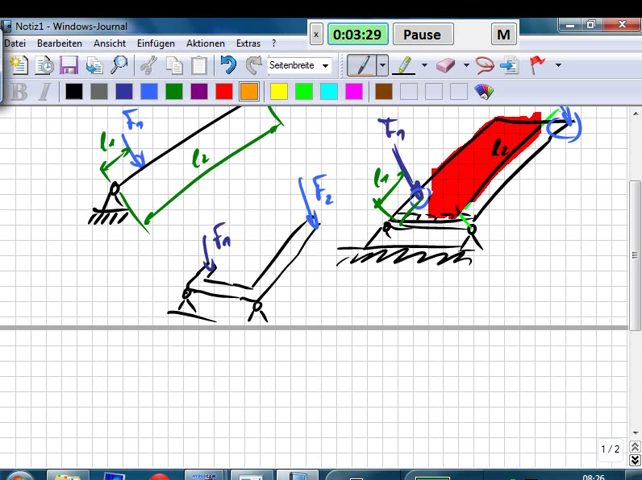 Notiz1 - Windows-Journal
x 0:03:29 Pause M
Datei Bearbeiten Ansicht Einfügen Aktionen Extras ?
Seitenbreite
B I
F1
l1
l2
F1
l1
l2
F1
F2
1 / 2
08:26